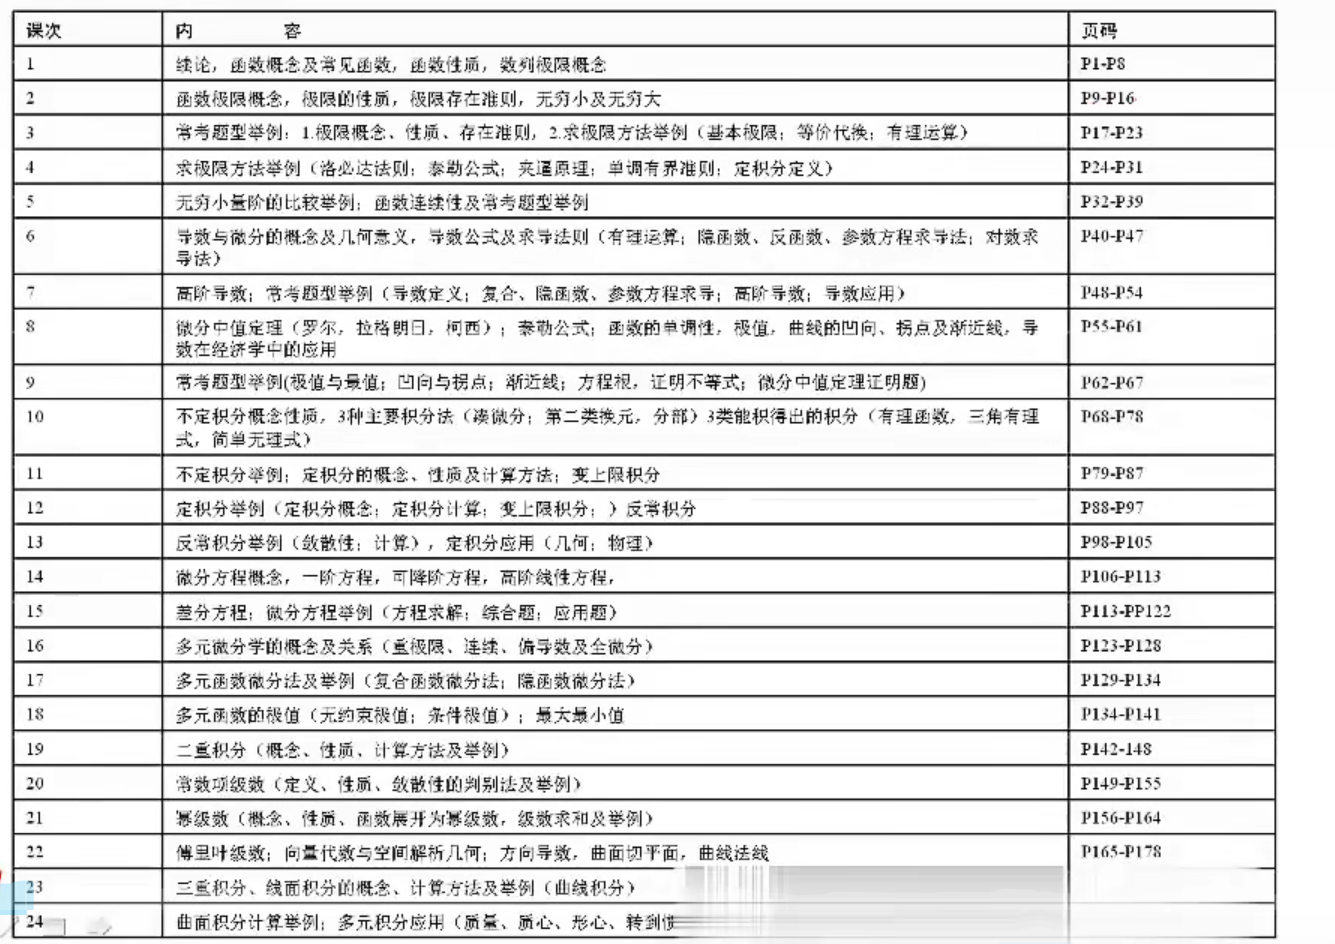 课次 内 容 页码
1 绪论，函数概念及常见函数，函数性质，数列极限概念 P1-P8
2 函数极限概念，极限的性质，极限存在准则，无穷小及无穷大 P9-P16
3 常考题型举例：1.极限概念、性质、存在准则，2.求极限方法举例（基本极限；等价代换；有理运算） P17-P23
4 求极限方法举例（洛必达法则；泰勒公式；夹逼原理；单调有界准则；定积分定义） P24-P31
5 无穷小量阶的比较举例；函数连续性及常考题型举例 P32-P39
6 导数与微分的概念及几何意义，导数公式及求导法则（有理运算；隐函数、反函数、参数方程求导法；对数求 P40-P47
导法）
7 高阶导数；常考题型举例（导数定义；复合、隐函数、参数方程求导；高阶导数；导数应用） P48-P54
8 微分中值定理（罗尔，拉格朗日，柯西）；泰勒公式；函数的单调性，极值，曲线的凹向、拐点及渐近线，导 P55-P61
数在经济学中的应用
9 常考题型举例(极值与最值；凹向与拐点；渐近线；方程根，证明不等式；微分中值定理证明题) P62-P67
10 不定积分概念性质，3种主要积分法（凑微分；第二类换元，分部）3类能积得出的积分（有理函数，三角有理 P68-P78
式，简单无理式）
11 不定积分举例；定积分的概念、性质及计算方法；变上限积分 P79-P87
12 定积分举例（定积分概念；定积分计算；变上限积分；）反常积分 P88-P97
13 反常积分举例（敛散性；计算），定积分应用（几何；物理） P98-P105
14 微分方程概念，一阶方程，可降阶方程，高阶线性方程， P106-P113
15 差分方程；微分方程举例（方程求解；综合题；应用题） P113-PP122
16 多元微分学的概念及关系（重极限、连续、偏导数及全微分） P123-P128
17 多元函数微分法及举例（复合函数微分法；隐函数微分法） P129-P134
18 多元函数的极值（无约束极值；条件极值）；最大最小值 P134-P141
19 二重积分（概念、性质、计算方法及举例） P142-148
20 常数项级数（定义、性质、敛散性的判别法及举例） P149-P155
21 幂级数（概念、性质、函数展开为幂级数，级数求和及举例） P156-P164
22 傅里叶级数；向量代数与空间解析几何；方向导数，曲面切平面，曲线法线 P165-P178
23 三重积分、线面积分的概念、计算方法及举例（曲线积分）
24 曲面积分计算举例；多元积分应用（质量、质心、形心、转到